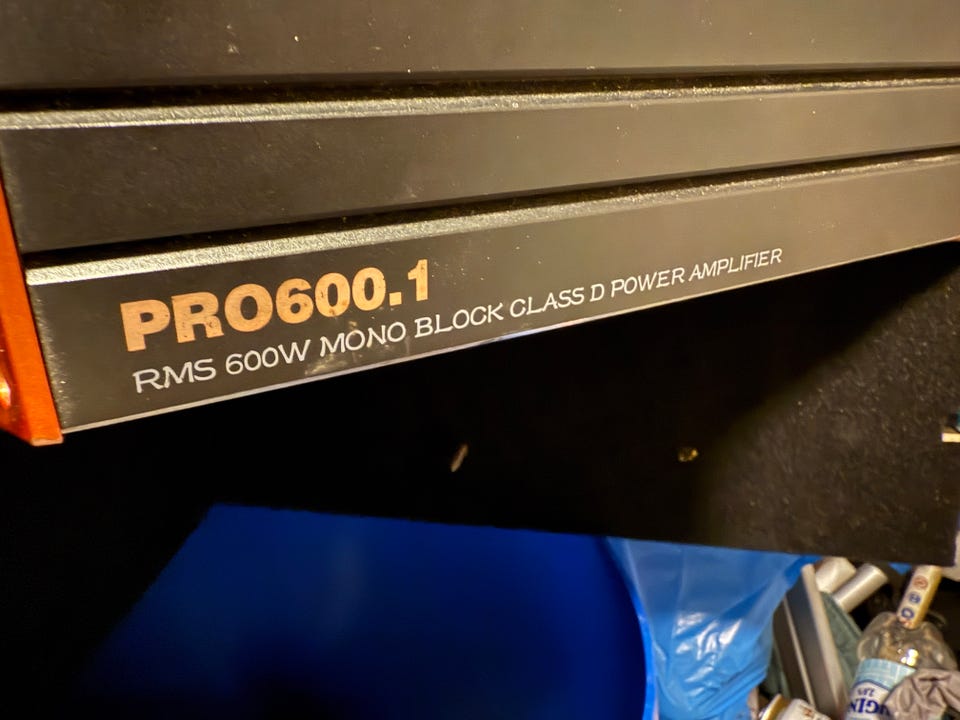 PRO600.1
RMS 600W MONO BLOCK CLASS D POWER AMPLIFIER